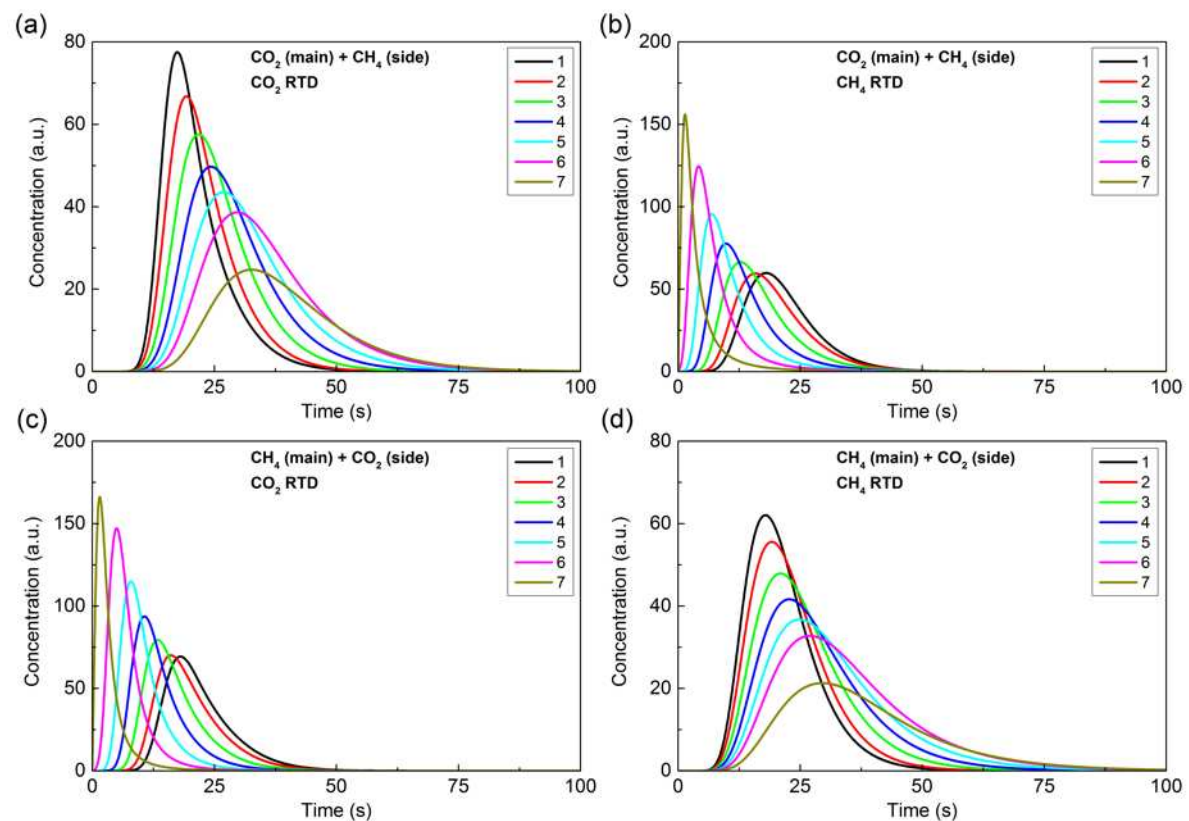 (a)
80
60
40
20
0
0 25 50 75 100
Concentration (a.u.)
Time (s)
CO₂ (main) + CH₄ (side)
CO₂ RTD
1
2
3
4
5
6
7
(b)
200
150
100
50
0
0 25 50 75 100
Concentration (a.u.)
Time (s)
CO₂ (main) + CH₄ (side)
CH₄ RTD
1
2
3
4
5
6
7
(c)
200
150
100
50
0
0 25 50 75 100
Concentration (a.u.)
Time (s)
CH₄ (main) + CO₂ (side)
CO₂ RTD
1
2
3
4
5
6
7
(d)
80
60
40
20
0
0 25 50 75 100
Concentration (a.u.)
Time (s)
CH₄ (main) + CO₂ (side)
CH₄ RTD
1
2
3
4
5
6
7